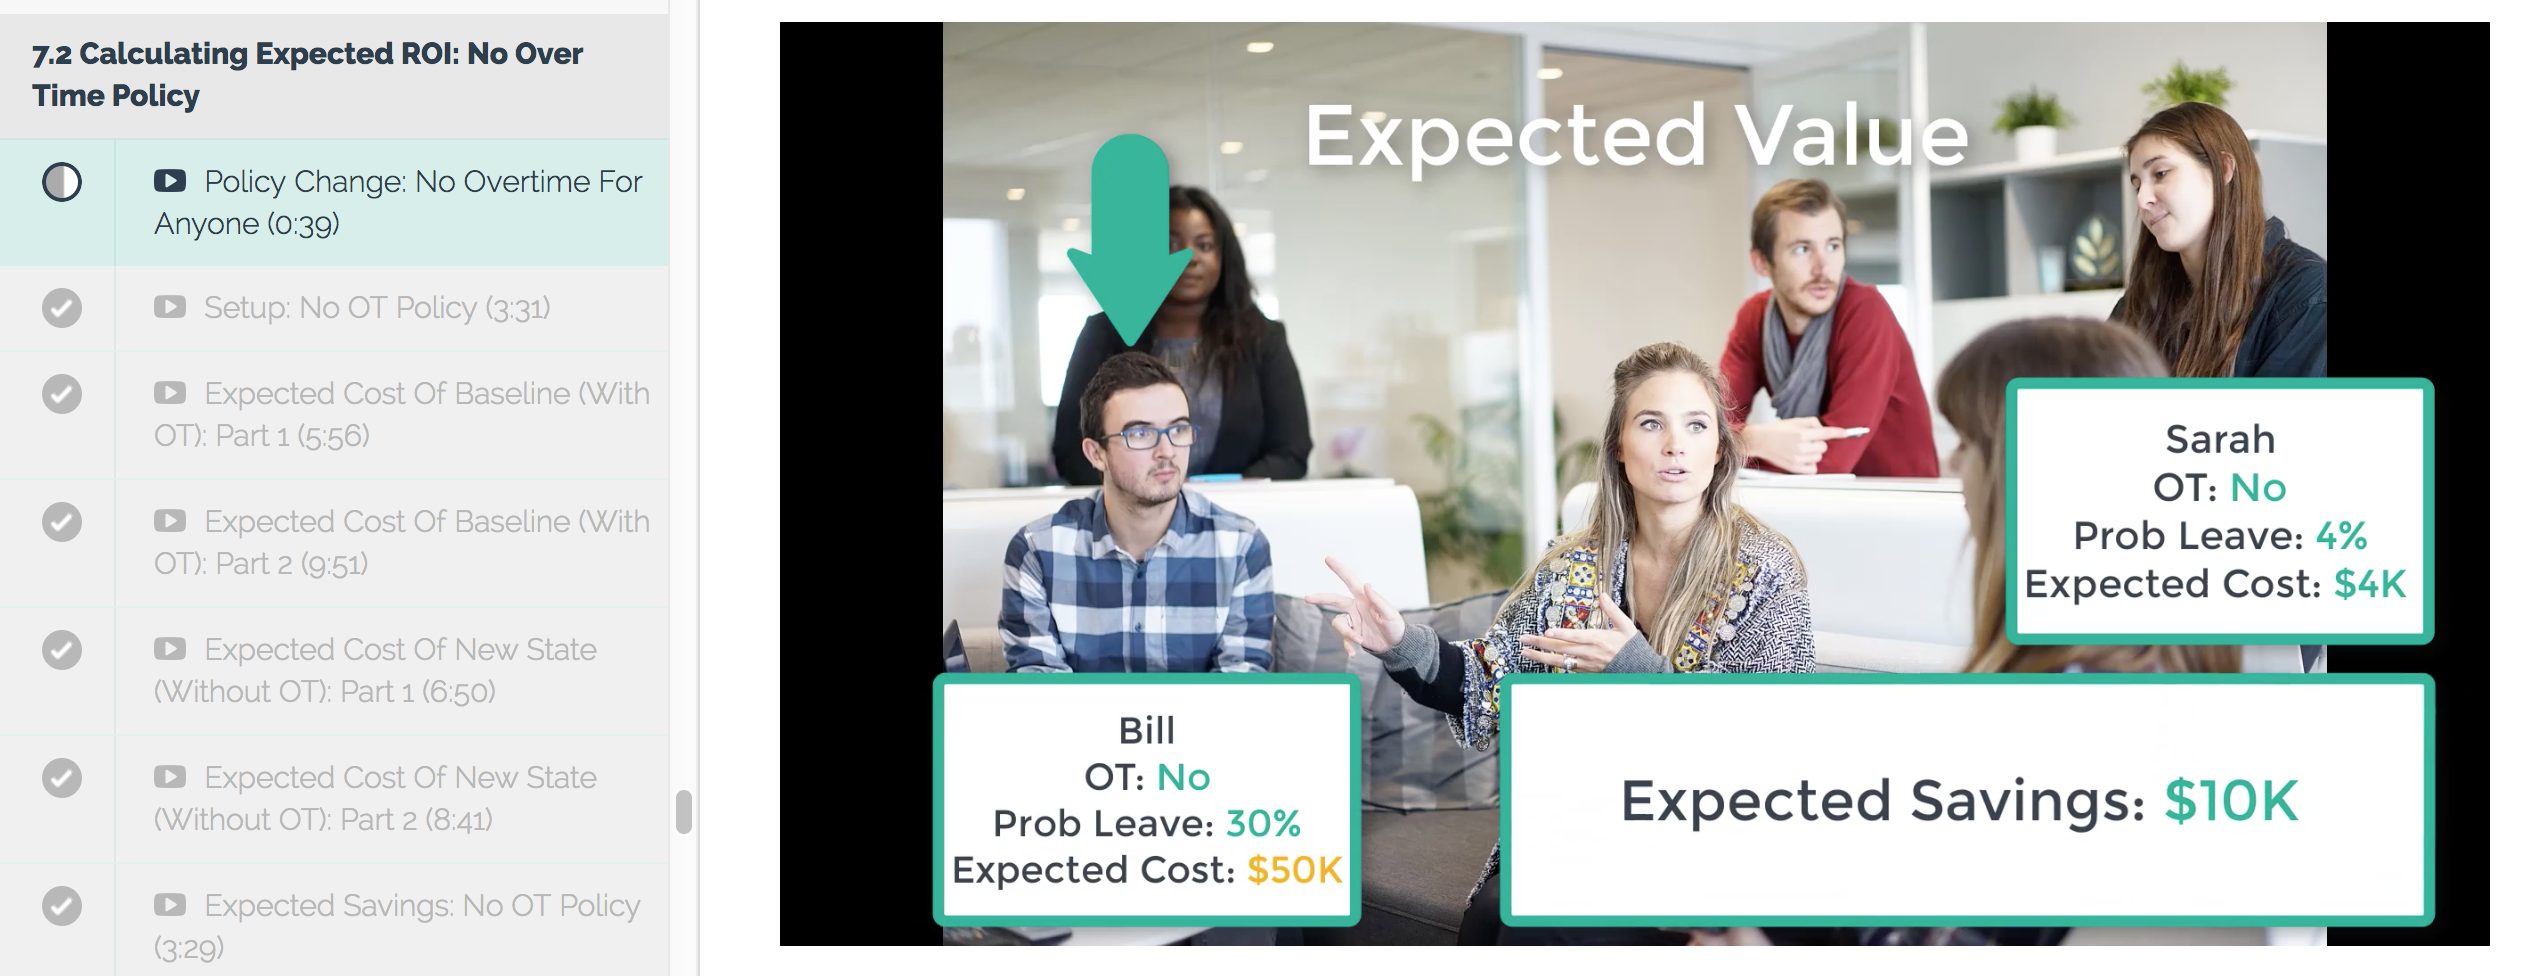 7.2 Calculating Expected ROI: No Over
Time Policy
Policy Change: No Overtime For
Anyone (0:39)
Setup: No OT Policy (3:31)
Expected Cost Of Baseline (With
OT): Part 1 (5:56)
Expected Cost Of Baseline (With
OT): Part 2 (9:51)
Expected Cost Of New State
(Without OT): Part 1 (6:50)
Expected Cost Of New State
(Without OT): Part 2 (8:41)
Expected Savings: No OT Policy
(3:29)
Expected Value
Sarah
OT: No
Prob Leave: 4%
Expected Cost: $4K
Bill
OT: No
Prob Leave: 30%
Expected Cost: $50K
Expected Savings: $10K